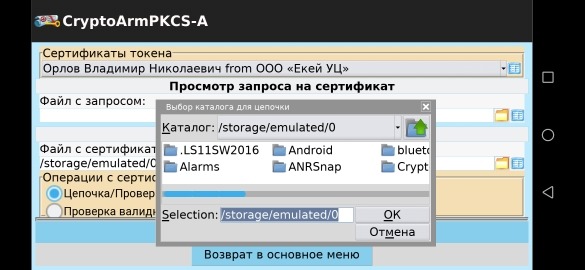 CryptoArmPKCS-A
Сертификаты токена
Орлов Владимир Николаевич from ООО «Екей УЦ»
Просмотр запроса на сертификат
Файл с запросом:
Выбор каталога для цепочки
Каталог: /storage/emulated/0
.LS11SW2016 Android blueto
Alarms ANRSnap Crypt
Файл с сертификат
/storage/emulated/0
Операции с серти
Цепочка/Провер
Проверка валидн
Selection: /storage/emulated/0 OK
Отмена
Возврат в основное меню